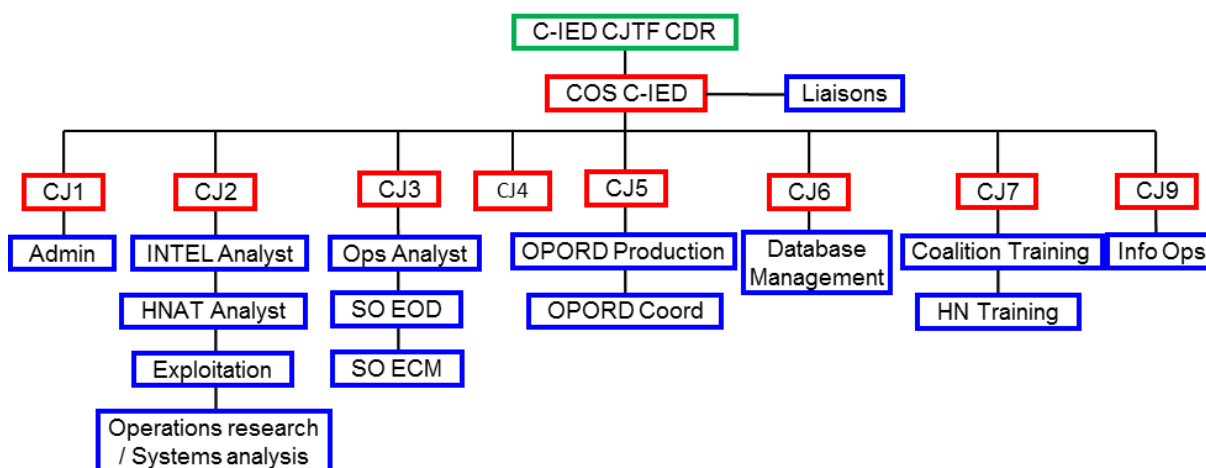 C-IED CJTF CDR
COS C-IED
Liaisons
CJ1
CJ2
CJ3
CJ4
CJ5
CJ6
CJ7
CJ9
Admin
INTEL Analyst
Ops Analyst
OPORD Production
Database
Management
Coalition Training
Info Ops
HNAT Analyst
SO EOD
OPORD Coord
HN Training
Exploitation
SO ECM
Operations research
/ Systems analysis